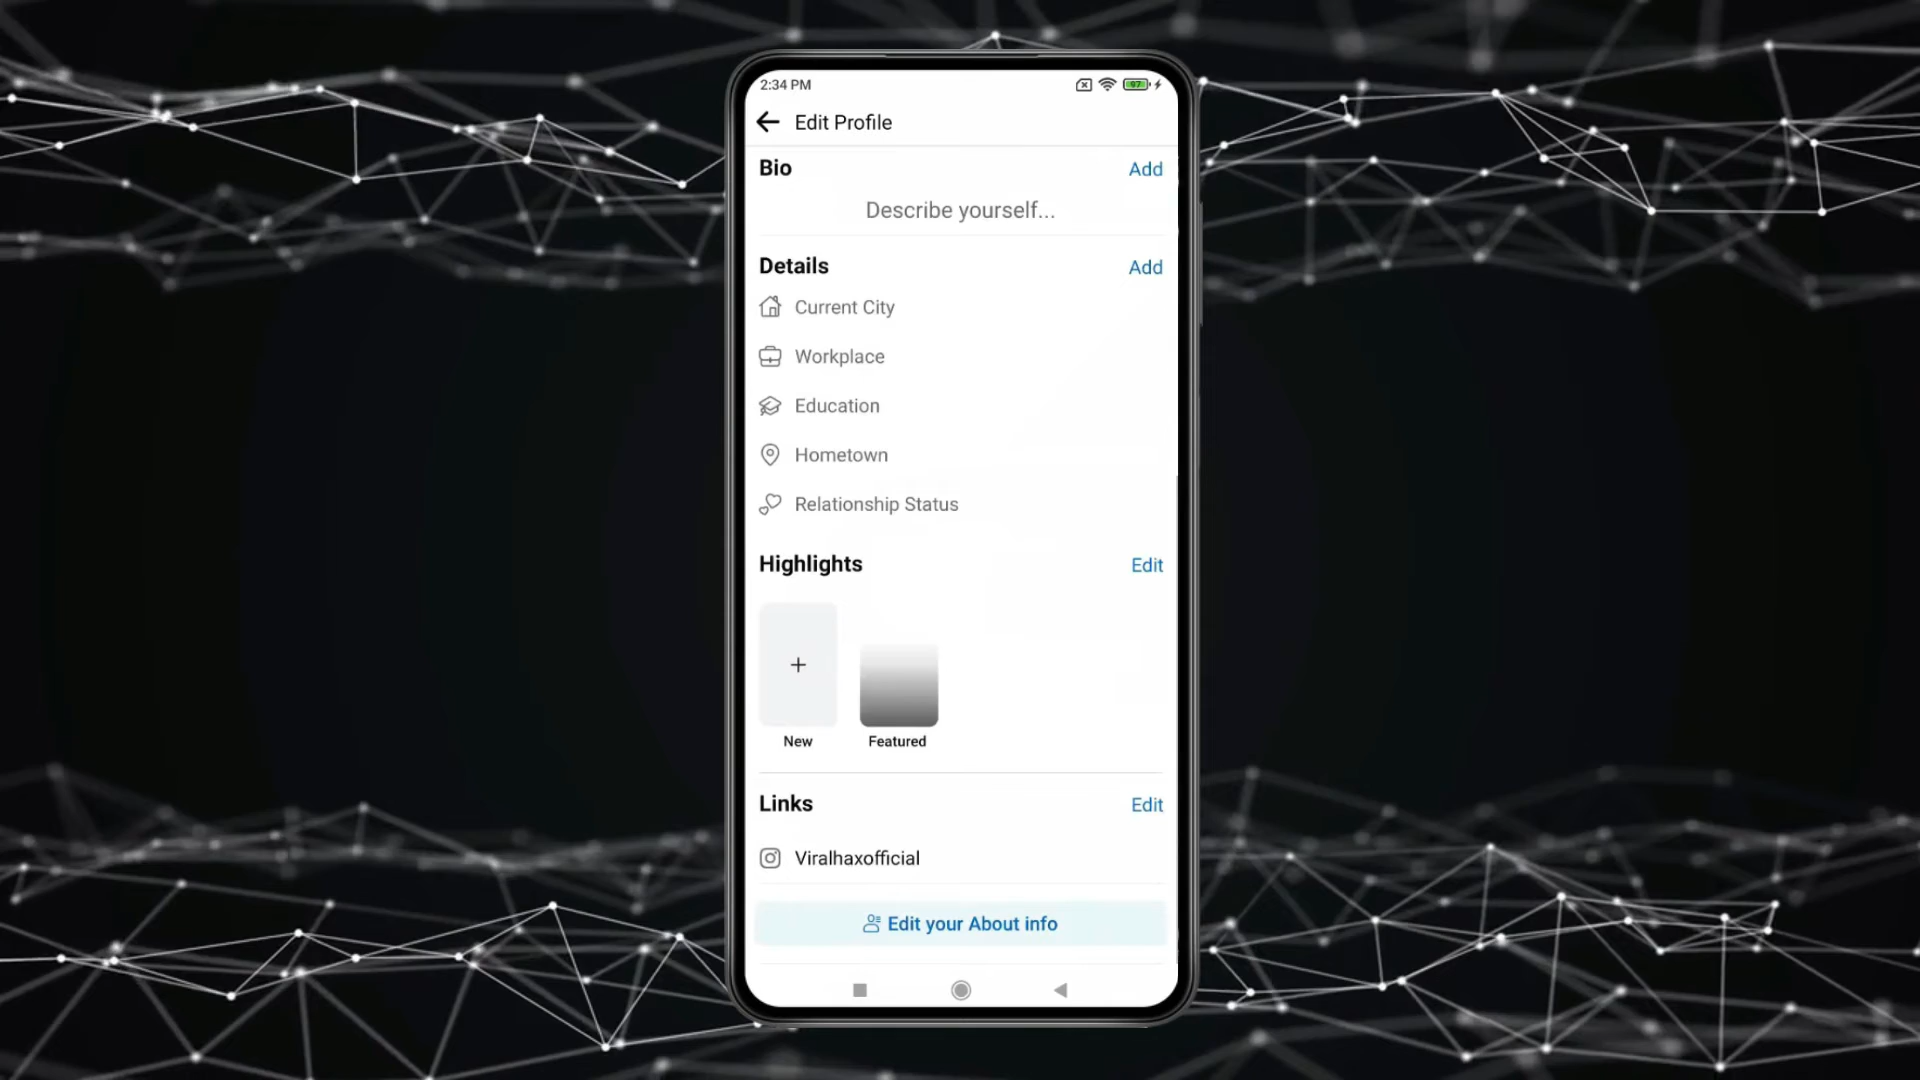 2:34 PM
97
Edit Profile
Bio
Add
Describe yourself...
Details
Add
Current City
Workplace
Education
Hometown
Relationship Status
Highlights
Edit
New
Featured
Links
Edit
Viralhaxofficial
Edit your About info